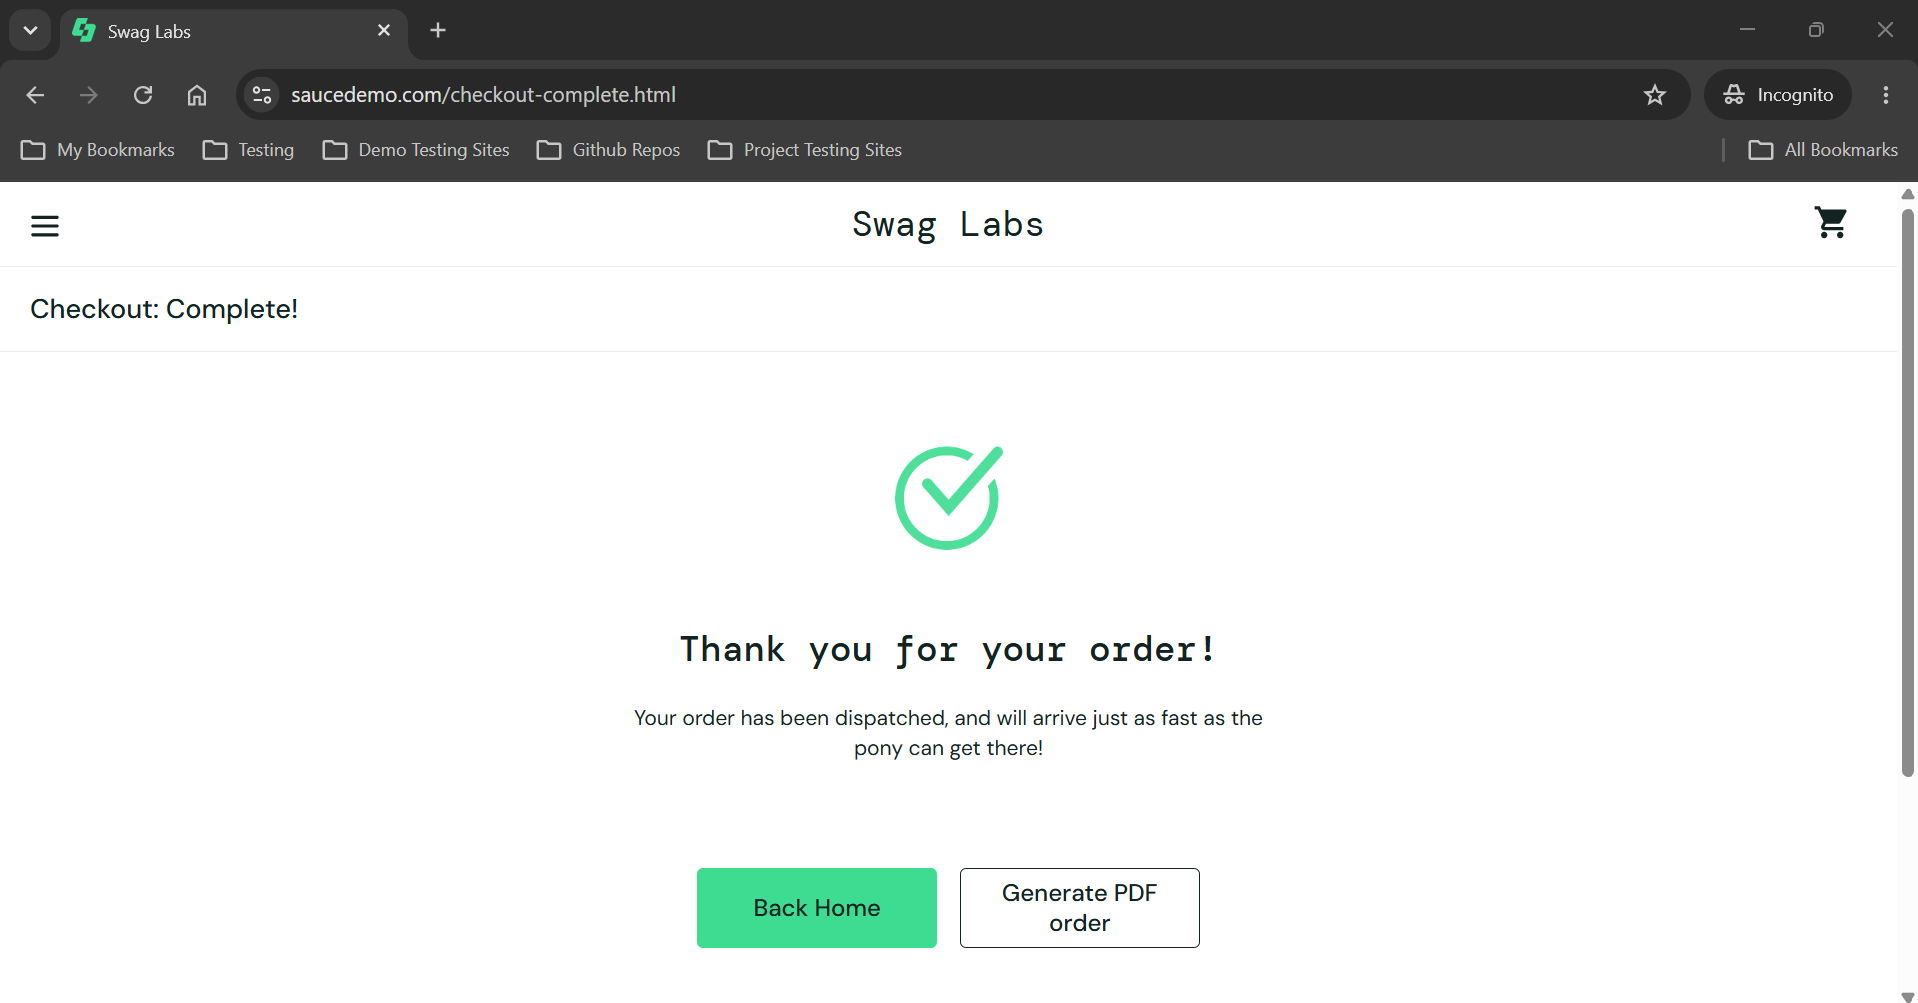 Swag Labs
saucedemo.com/checkout-complete.html
Incognito
My Bookmarks
Testing
Demo Testing Sites
Github Repos
Project Testing Sites
All Bookmarks
Swag Labs
Checkout: Complete!
Thank you for your order!
Your order has been dispatched, and will arrive just as fast as the
pony can get there!
Back Home
Generate PDF
order